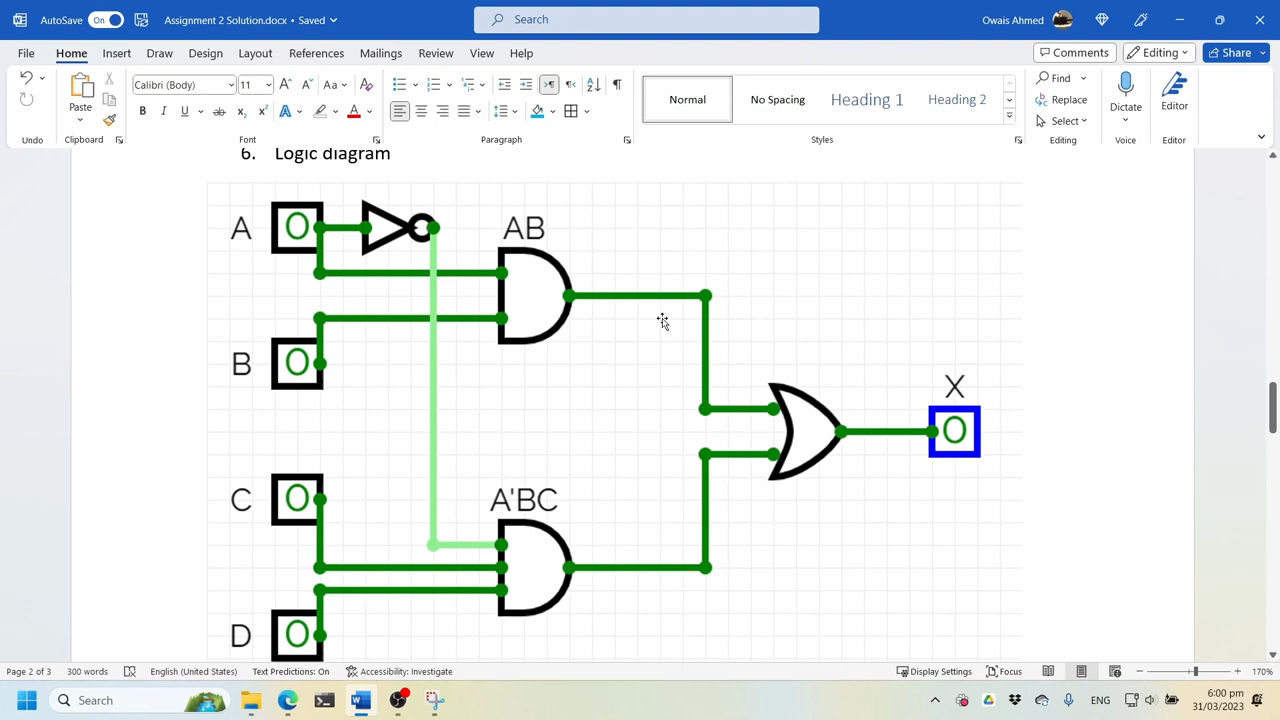 AutoSave On Assignment 2 Solution.docx • Saved Search Owais Ahmed
File Home Insert Draw Design Layout References Mailings Review View Help Comments Editing Share
Calibri (Body) 11 Aa Find
Paste Normal No Spacing Heading 1 Heading 2 Replace Dictate Editor
B I U ab x₂ x² A A Select
Undo Clipboard Font Paragraph Styles Editing Voice Editor
6. Logic diagram
A 0 AB
B 0
X
0
C 0 A'BC
D 0
Page 2 of 3 300 words English (United States) Text Predictions: On Accessibility: Investigate Display Settings Focus 170%
Search ENG 6:00 pm
31/03/2023